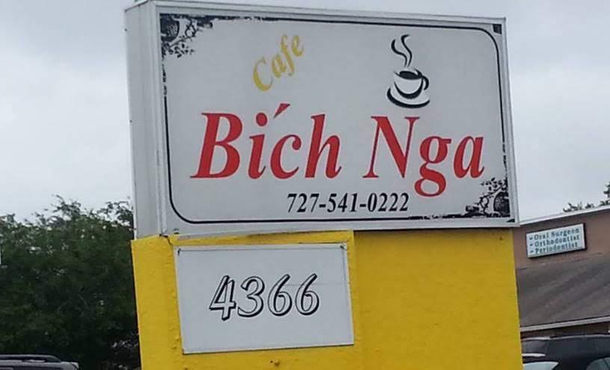 Cafe
Bích Nga
727-541-0222
4366
- Oral Surgeon
- Orthodontist
- Periodontist